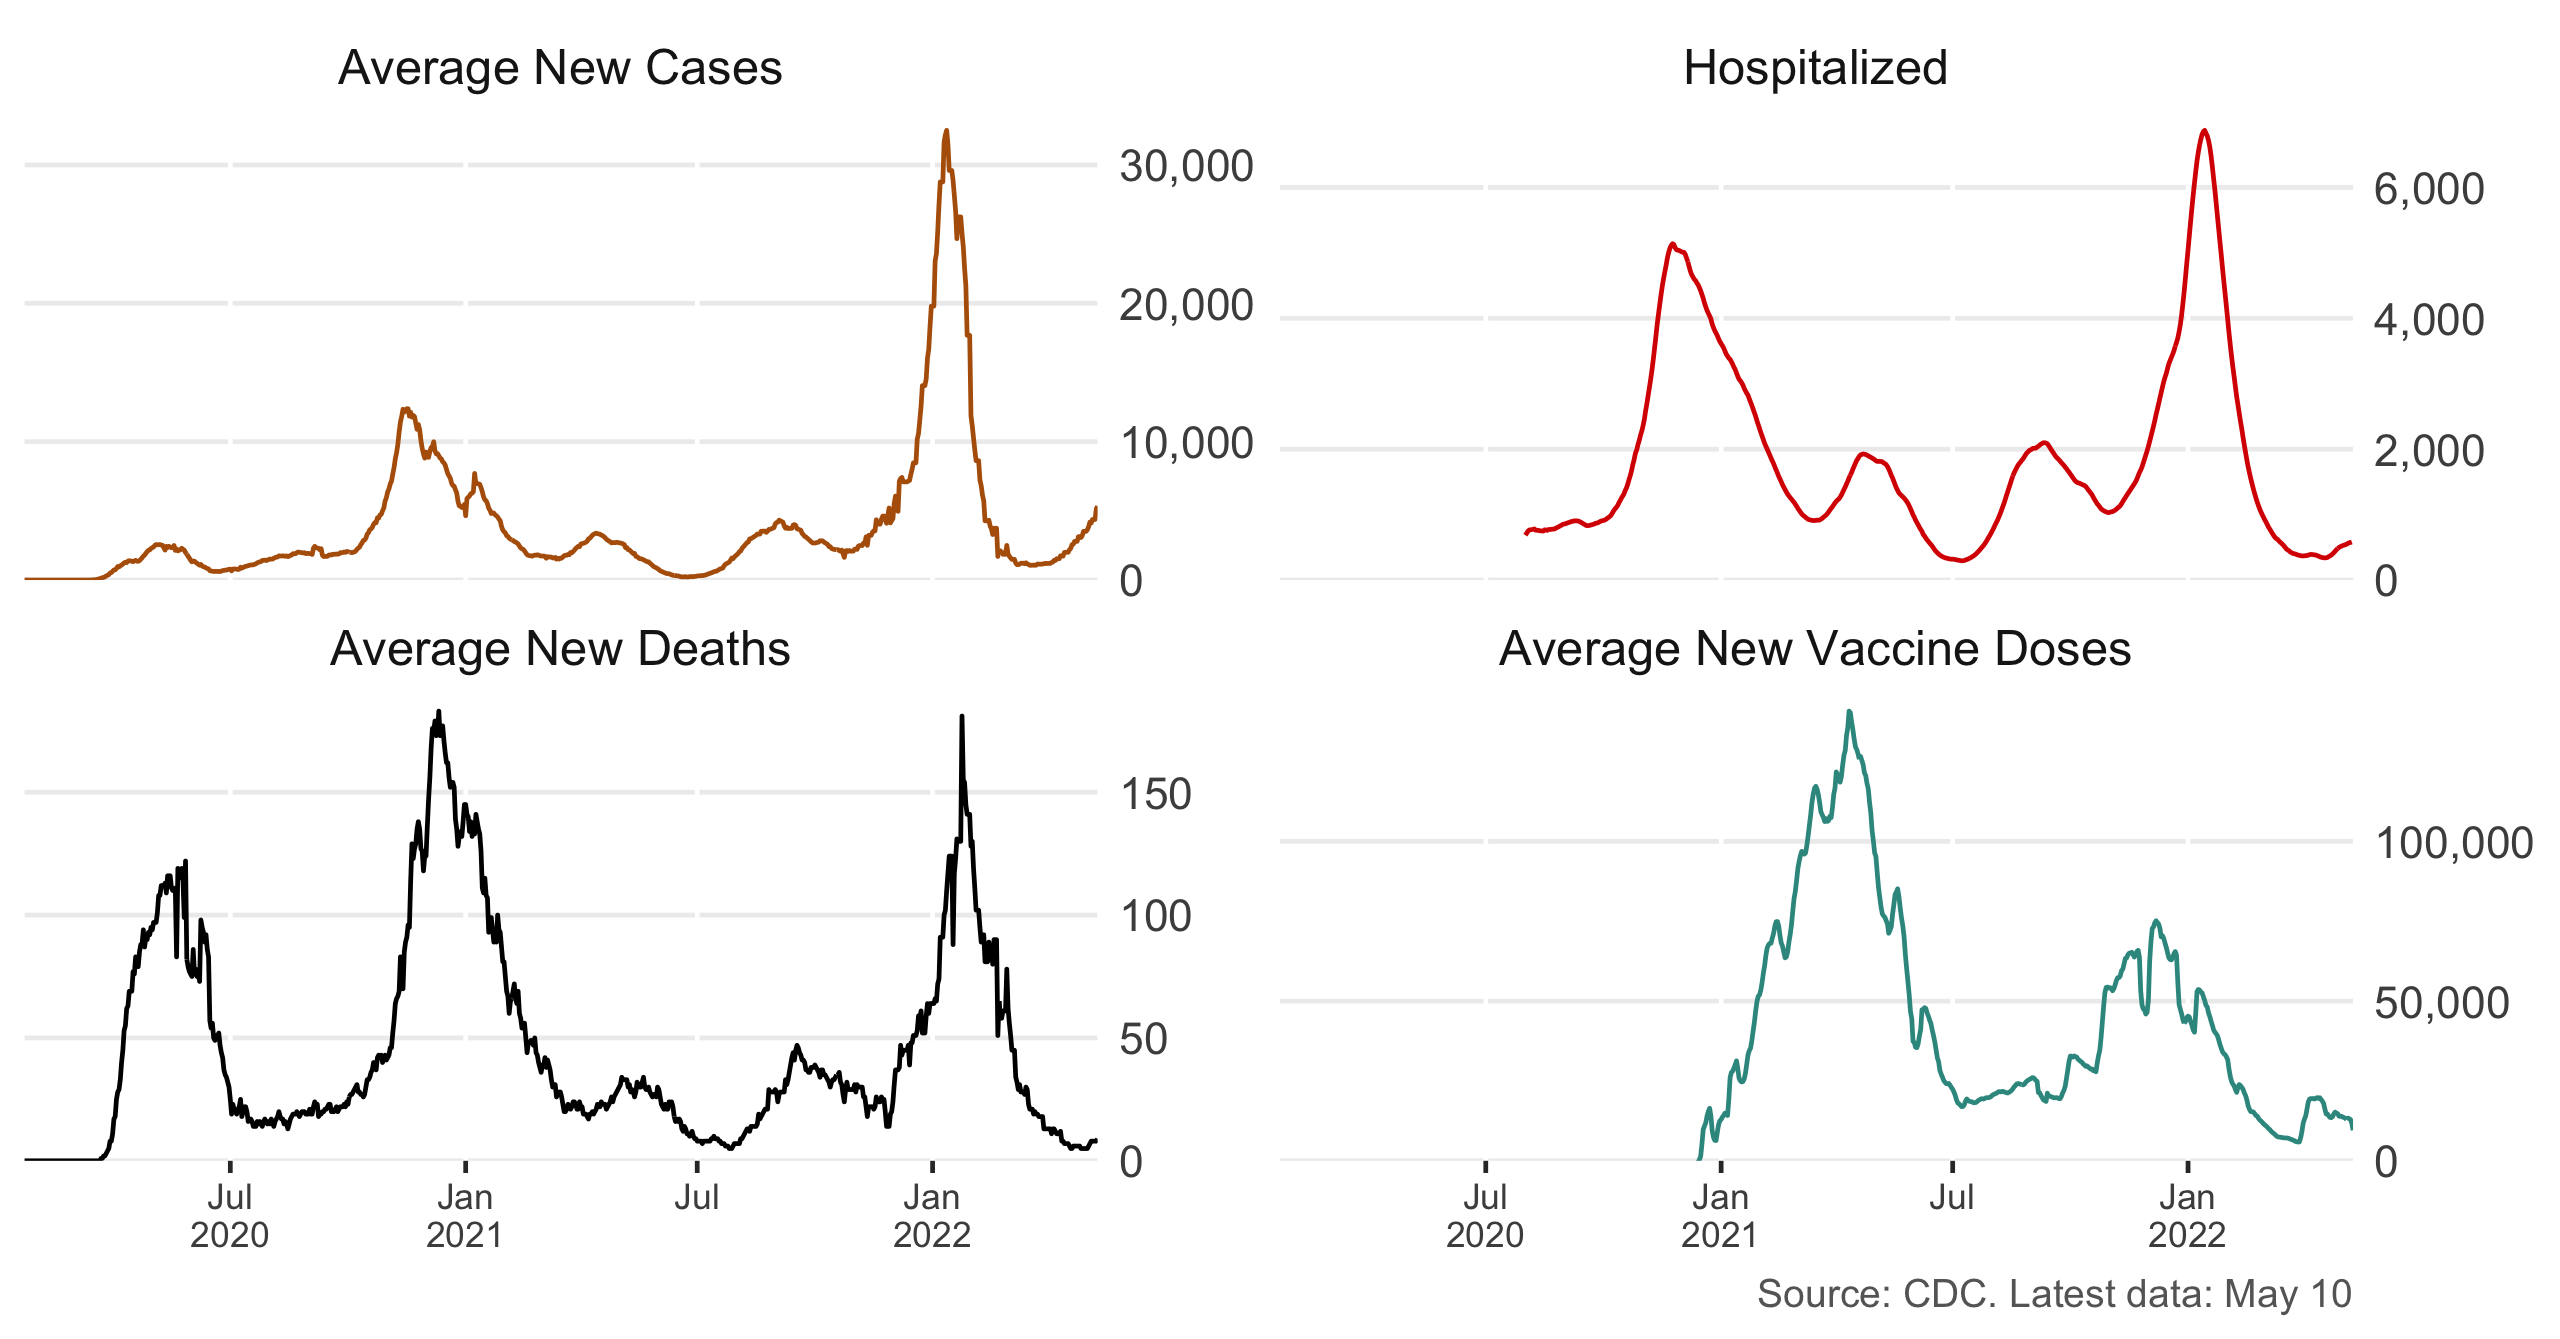 Average New Cases
30,000
20,000
10,000
0
Hospitalized
6,000
4,000
2,000
0
Average New Deaths
150
100
50
0
Jul
2020
Jan
2021
Jul
Jan
2022
Average New Vaccine Doses
100,000
50,000
0
Jul
2020
Jan
2021
Jul
Jan
2022
Source: CDC. Latest data: May 10